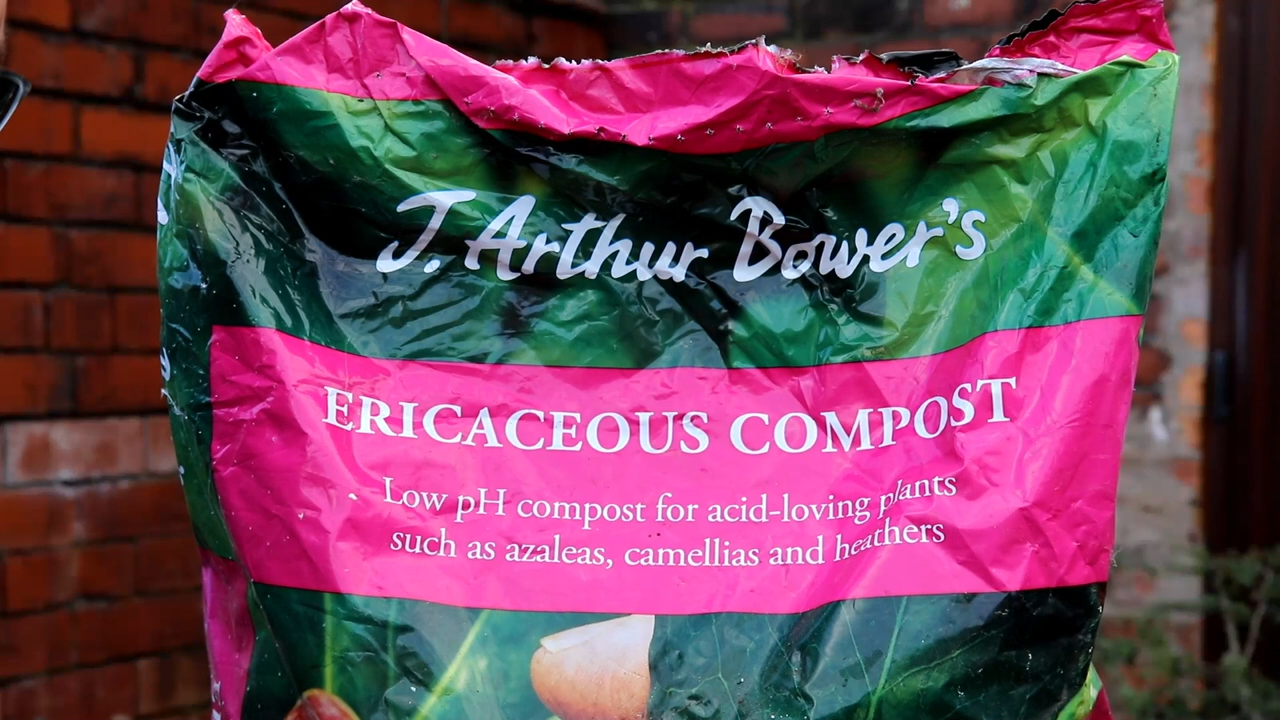 J. Arthur Bower's
ERICACEOUS COMPOST
Low pH compost for acid-loving plants
such as azaleas, camellias and heathers